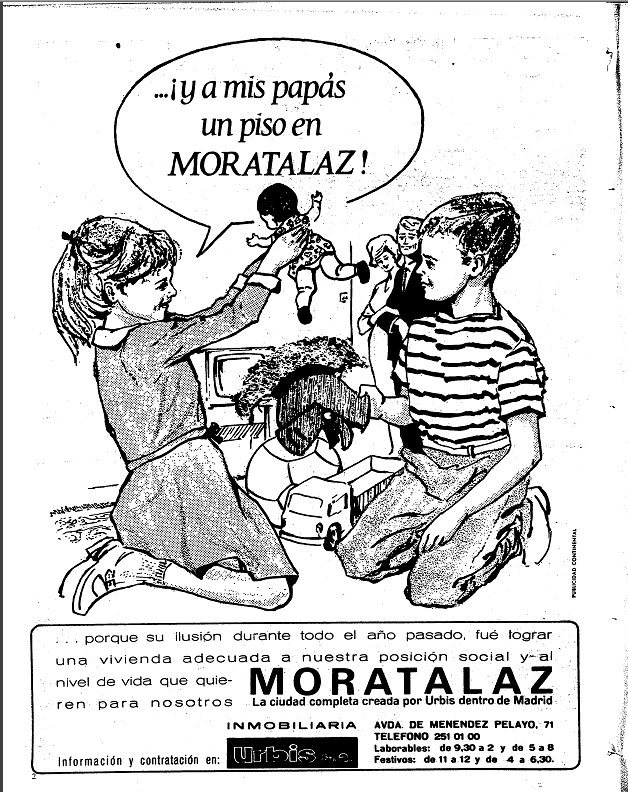 ...¡y a mis papás
un piso en
MORATALAZ!
PUBLICIDAD CONTINENTAL
... porque su ilusión durante todo el año pasado, fué lograr
una vivienda adecuada a nuestra posición social y al
nivel de vida que quie-
ren para nosotros
MORATALAZ
La ciudad completa creada por Urbis dentro de Madrid
INMOBILIARIA
Información y contratación en:
urbis s.a.
AVDA. DE MENENDEZ PELAYO, 71
TELEFONO 251 01 00
Laborables: de 9,30 a 2 y de 5 a 8
Festivos: de 11 a 12 y de 4 a 6,30.
2